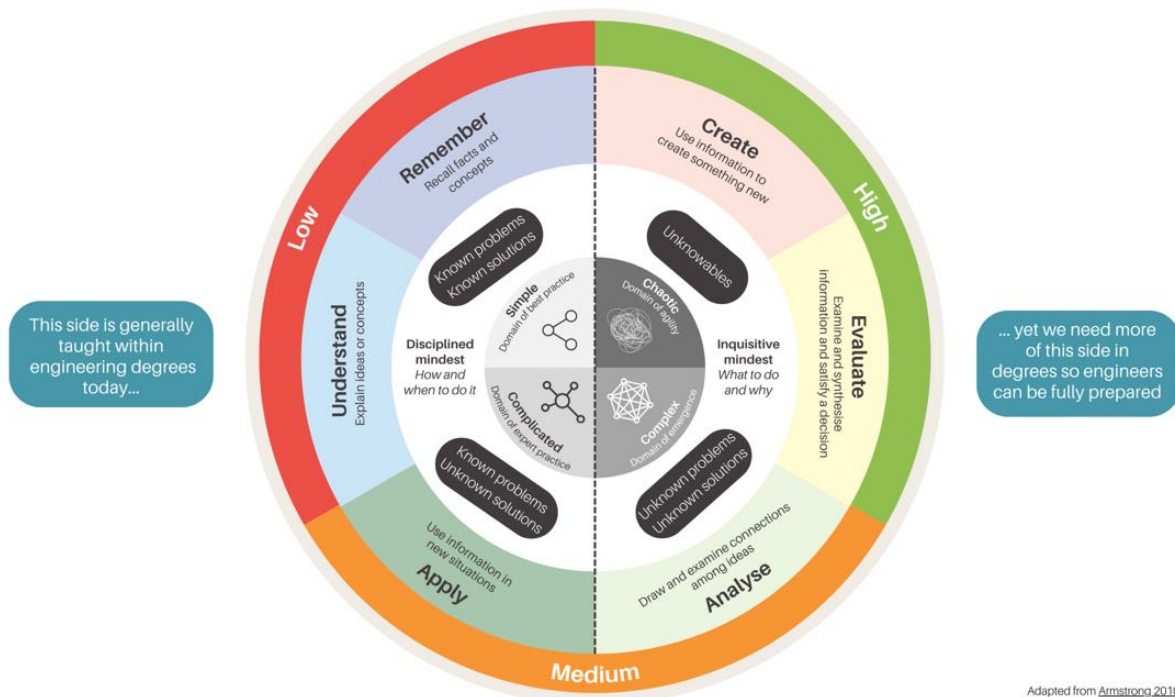 Low
High
Medium
Remember
Recall facts and
concepts
Create
Use information to
create something new
Understand
Explain ideas or concepts
Evaluate
Examine and synthesise
information and satisfy a decision
Use information in
new situations
Apply
Draw and examine connections
among ideas
Analyse
Known problems
Known solutions
Unknowables
Known problems
Unknown solutions
Unknown problems
Unknown solutions
Disciplined
mindest
How and
when to do it
Inquisitive
mindest
What to do
and why
Simple
Domain of best practice
Chaotic
Domain of agility
Complicated
Domain of expert practice
Complex
Domain of emergence
This side is generally
taught within
engineering degrees
today...
... yet we need more
of this side in
degrees so engineers
can be fully prepared
Adapted from Armstrong